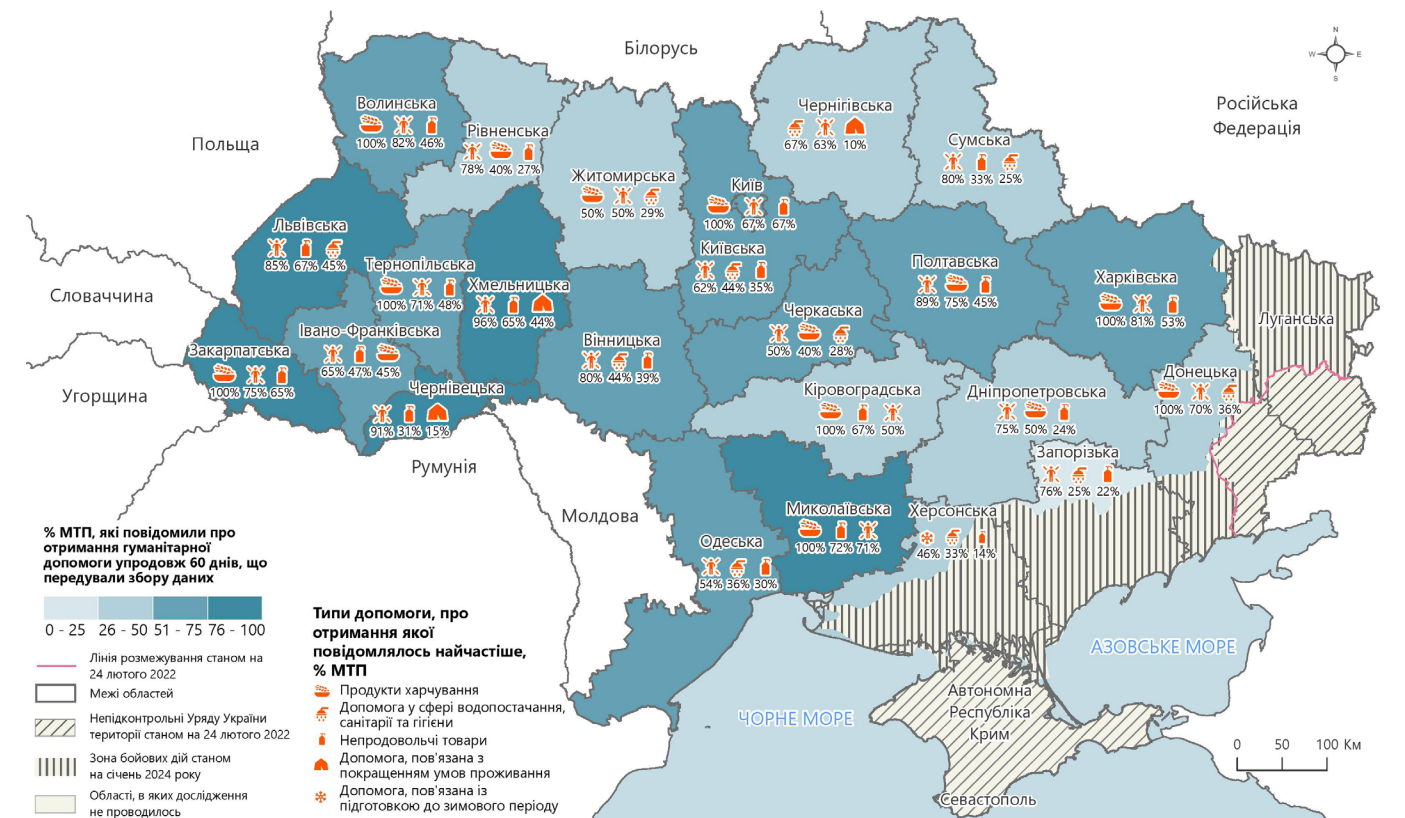 Білорусь
N
W
E
S
Російська
Федерація
Польща
Словаччина
Угорщина
Румунія
Молдова
Волинська
100% 82% 46%
Рівненська
78% 40% 27%
Житомирська
50% 50% 29%
Чернігівська
67% 63% 10%
Сумська
80% 33% 25%
Київ
100% 67% 67%
Київська
62% 44% 35%
Львівська
85% 67% 45%
Тернопільська
100% 71% 48%
Хмельницька
96% 65% 44%
Івано-Франківська
65% 47% 45%
Закарпатська
100% 75% 65%
Чернівецька
91% 31% 15%
Вінницька
80% 44% 39%
Черкаська
50% 40% 28%
Полтавська
89% 75% 45%
Харківська
100% 81% 53%
Луганська
Донецька
100% 70% 36%
Кіровоградська
100% 67% 50%
Дніпропетровська
75% 50% 24%
Запорізька
76% 25% 22%
Миколаївська
100% 72% 71%
Херсонська
46% 33% 14%
Одеська
54% 36% 30%
АЗОВСЬКЕ МОРЕ
ЧОРНЕ МОРЕ
Автономна
Республіка
Крим
Севастополь
0 50 100 Км
% МТП, які повідомили про
отримання гуманітарної
допомоги упродовж 60 днів, що
передували збору даних
0 - 25 26 - 50 51 - 75 76 - 100
Лінія розмежування станом на
24 лютого 2022
Межі областей
Непідконтрольні Уряду України
території станом на 24 лютого 2022
Зона бойових дій станом
на січень 2024 року
Області, в яких дослідження
не проводилось
Типи допомоги, про
отримання якої
повідомлялось найчастіше,
% МТП
Продукти харчування
Допомога у сфері водопостачання,
санітарії та гігієни
Непродовольчі товари
Допомога, пов'язана з
покращенням умов проживання
Допомога, пов'язана із
підготовкою до зимового періоду